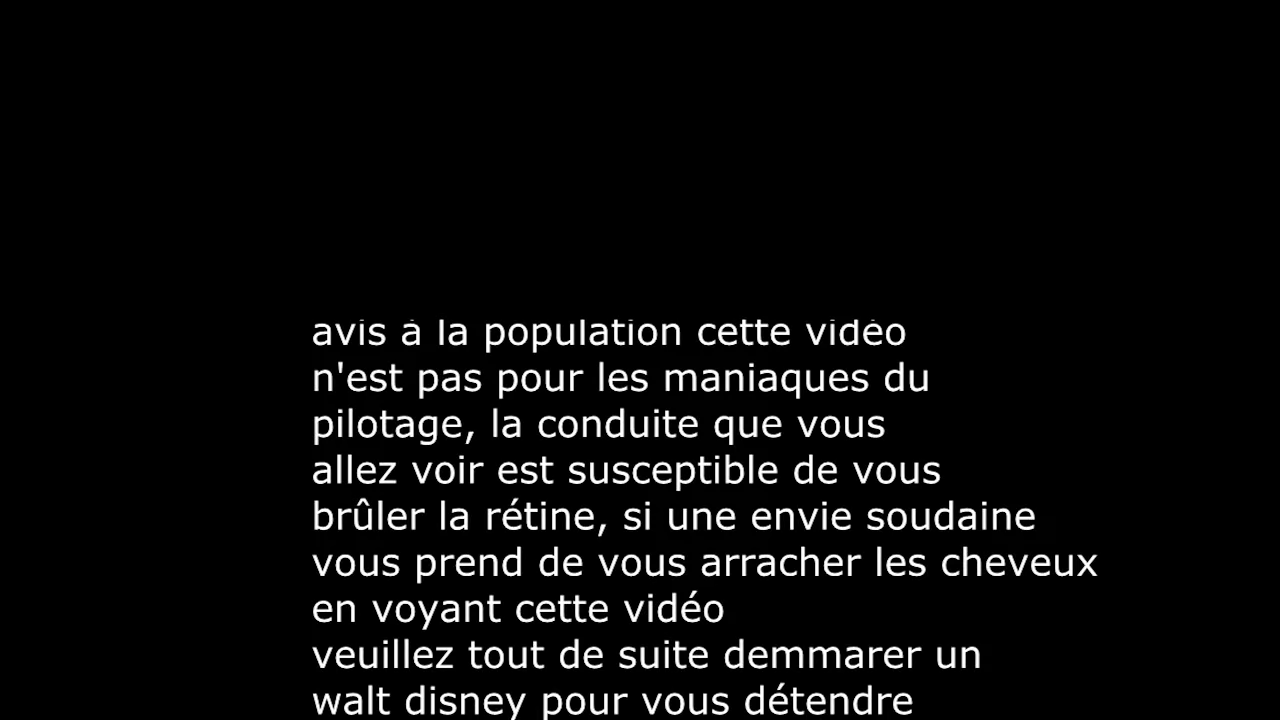 avis à la population cette vidéo
n'est pas pour les maniaques du
pilotage, la conduite que vous
allez voir est susceptible de vous
brûler la rétine, si une envie soudaine
vous prend de vous arracher les cheveux
en voyant cette vidéo
veuillez tout de suite demmarer un
walt disney pour vous détendre